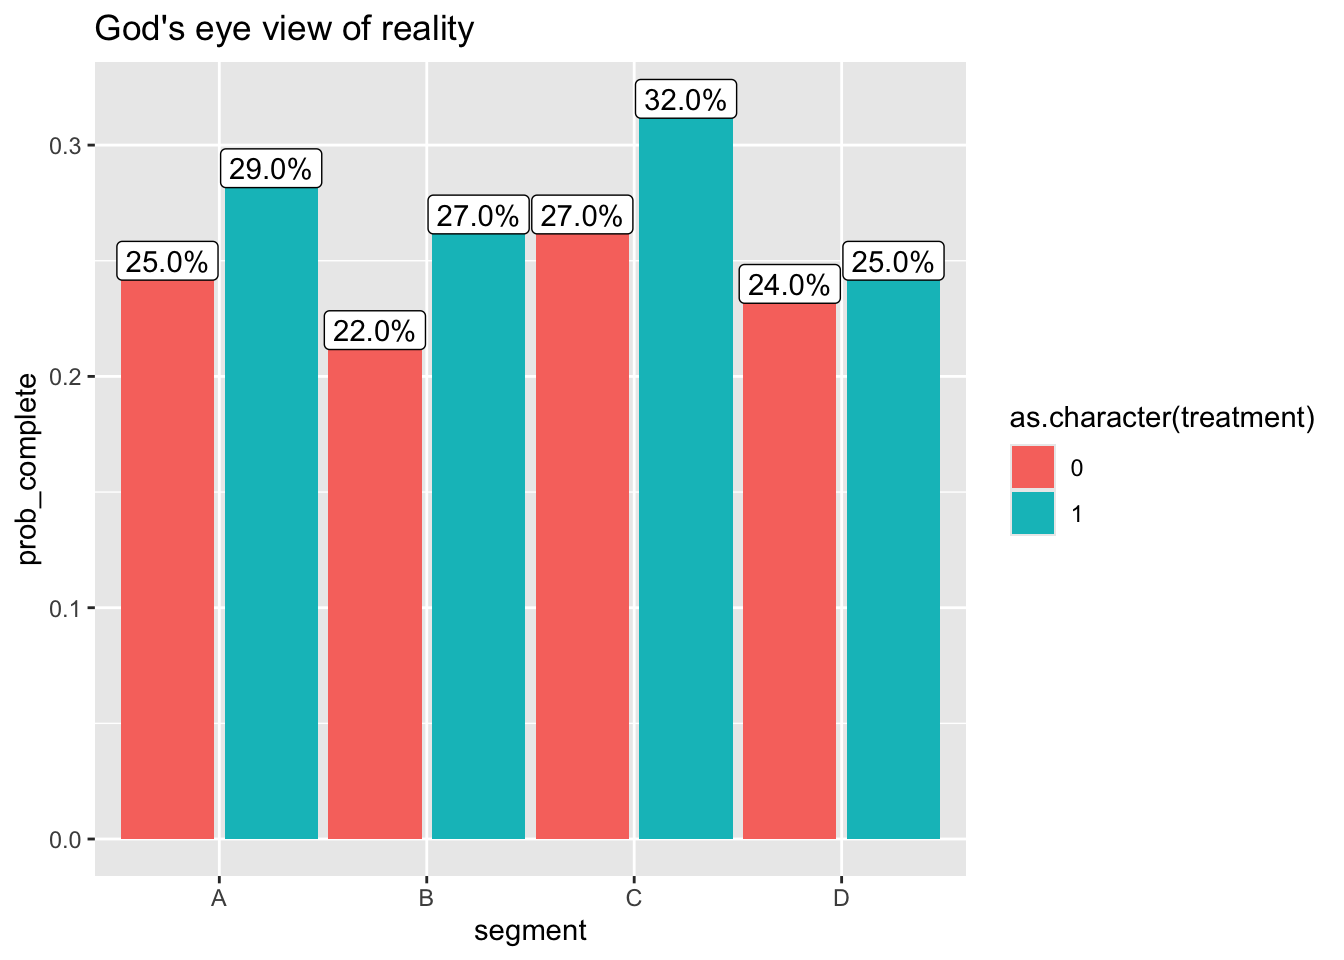 God's eye view of reality
32.0%
0.3
29.0%
27.0%
27.0%
25.0%
25.0%
24.0%
22.0%
0.2
0.1
0.0
prob_complete
A
B
C
D
segment
as.character(treatment)
0
1